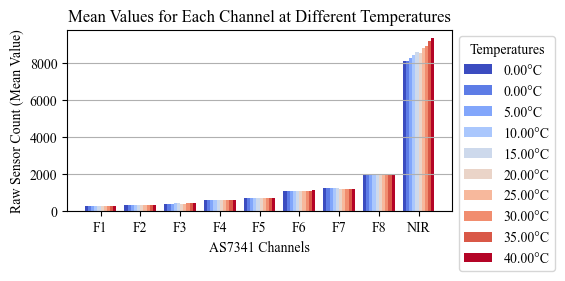 Mean Values for Each Channel at Different Temperatures
Raw Sensor Count (Mean Value)
8000
6000
4000
2000
0
F1 F2 F3 F4 F5 F6 F7 F8 NIR
AS7341 Channels
Temperatures
0.00°C
0.00°C
5.00°C
10.00°C
15.00°C
20.00°C
25.00°C
30.00°C
35.00°C
40.00°C